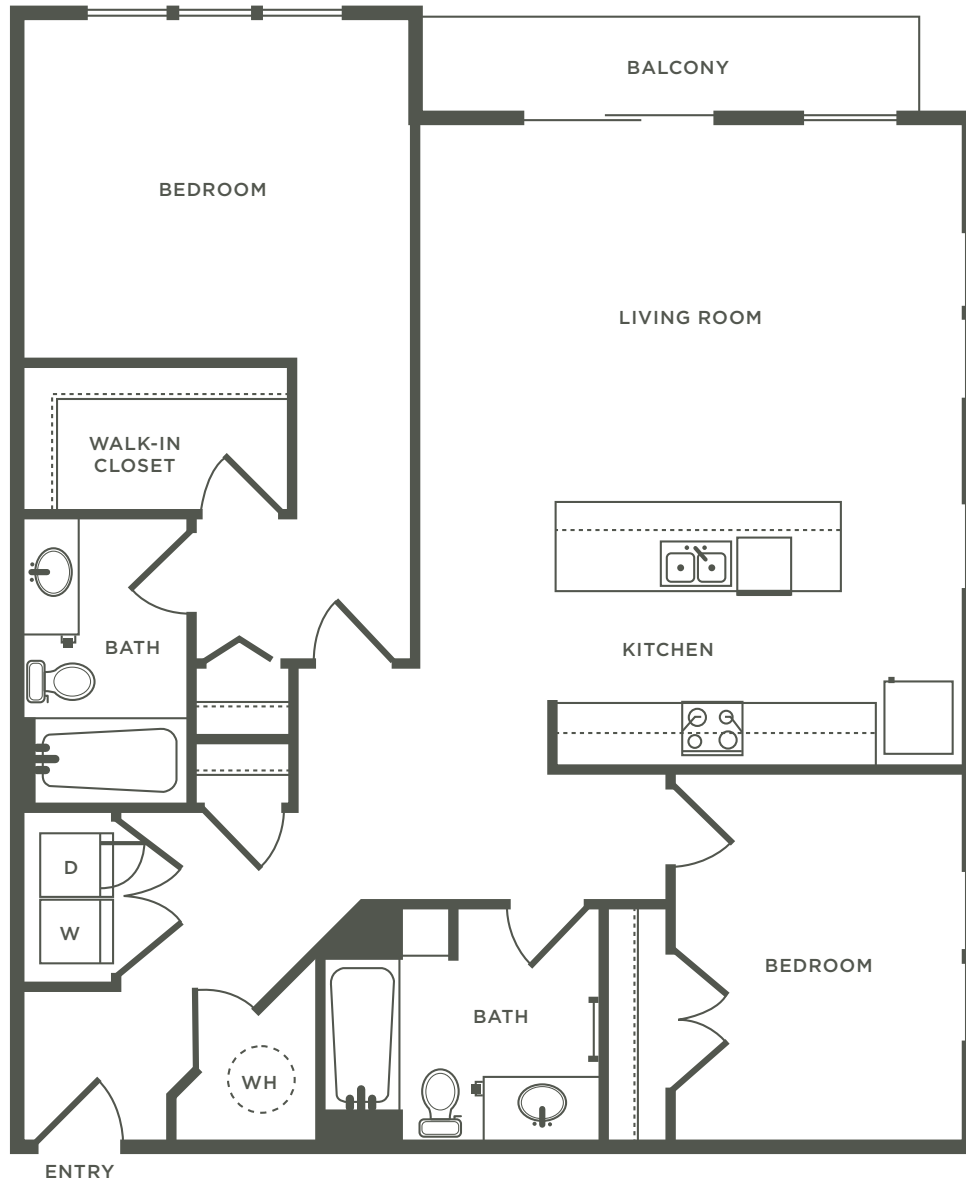 BALCONY
BEDROOM
LIVING ROOM
WALK-IN
CLOSET
BATH
KITCHEN
D
W
BEDROOM
BATH
WH
ENTRY